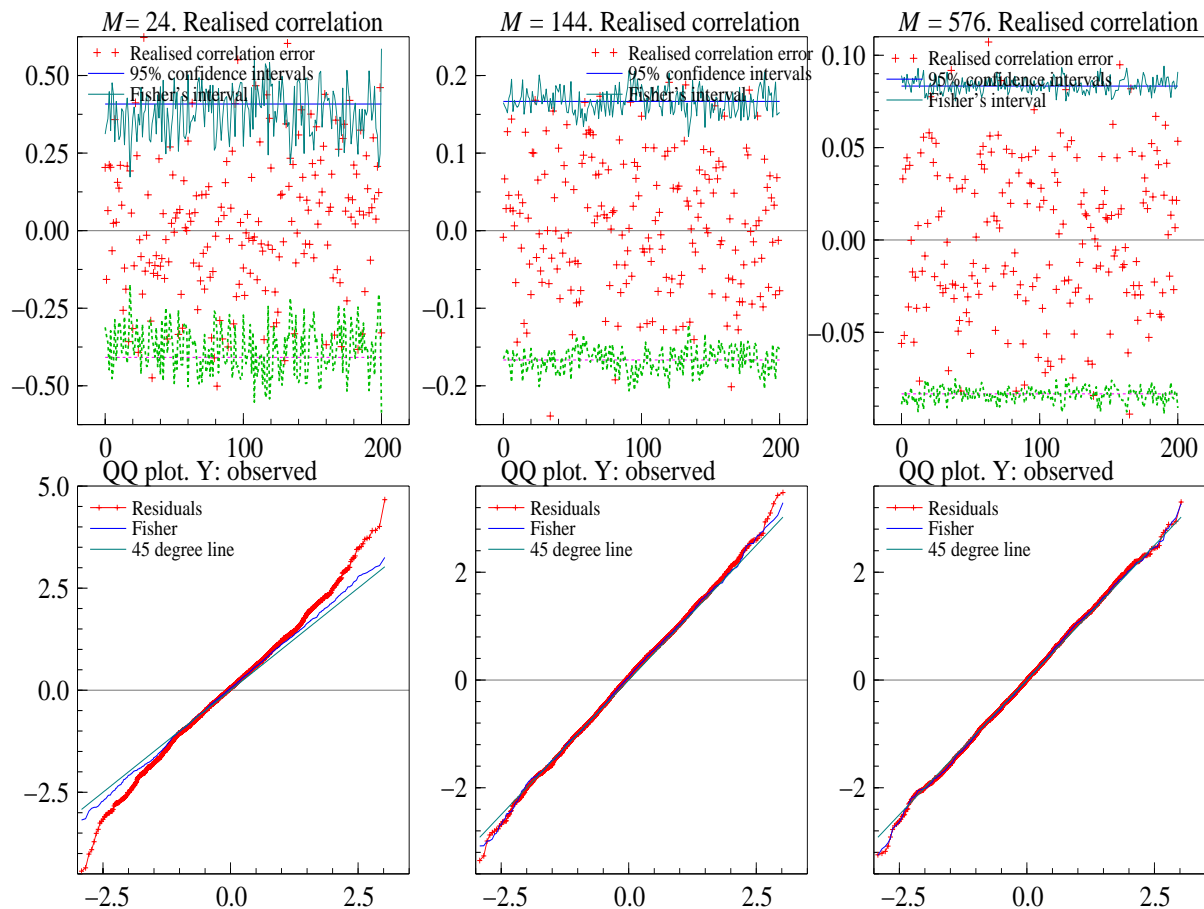 M= 24. Realised correlation
Realised correlation error
95% confidence intervals
Fisher's interval
0.50
0.25
0.00
−0.25
−0.50
0
100
200
M= 144. Realised correlation
Realised correlation error
95% confidence intervals
Fisher's interval
0.2
0.1
0.0
−0.1
−0.2
0
100
200
M= 576. Realised correlation
Realised correlation error
95% confidence intervals
Fisher's interval
0.10
0.05
0.00
−0.05
0
100
200
QQ plot. Y: observed
Residuals
Fisher
45 degree line
5.0
2.5
0.0
−2.5
−2.5
0.0
2.5
QQ plot. Y: observed
Residuals
Fisher
45 degree line
2
0
−2
−2.5
0.0
2.5
QQ plot. Y: observed
Residuals
Fisher
45 degree line
2
0
−2
−2.5
0.0
2.5